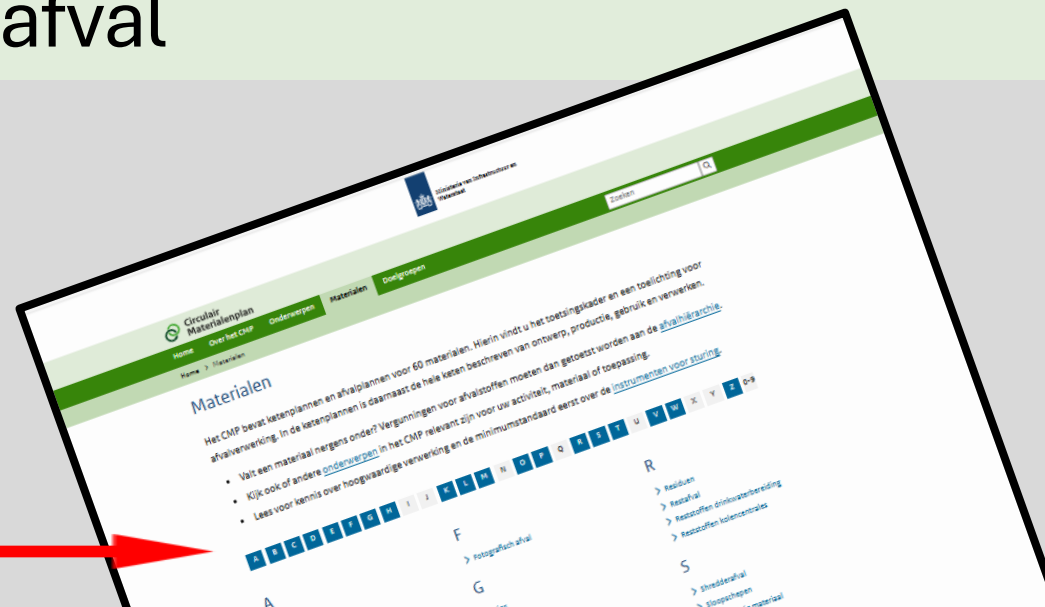 afval
Ministerie van Infrastructuur en
Waterstaat
Zoeken
Circulair
Materialenplan
Home Over het CMP Onderwerpen Materialen Doelgroepen
Home > Materialen
Materialen
Het CMP bevat ketenplannen en afvalplannen voor 60 materialen. Hierin vindt u het toetsingskader en een toelichting voor
afvalverwerking. In de ketenplannen is daarnaast de hele keten beschreven van ontwerp, productie, gebruik en verwerken.
• Valt een materiaal nergens onder? Vergunningen voor afvalstoffen moeten dan getoetst worden aan de afvalhiërarchie.
• Kijk ook of andere onderwerpen in het CMP relevant zijn voor uw activiteit, materiaal of toepassing.
• Lees voor kennis over hoogwaardige verwerking en de minimumstandaard eerst over de instrumenten voor sturing.
A B C D E F G H I J K L M N O P Q R S T U V W X Y Z 0-9
A
F
> Fotografisch afval
G
R
> Residuen
> Restafval
> Reststoffen drinkwaterbereiding
> Reststoffen kolencentrales
S
> Shredderafval
> Sloopschepen
materiaal